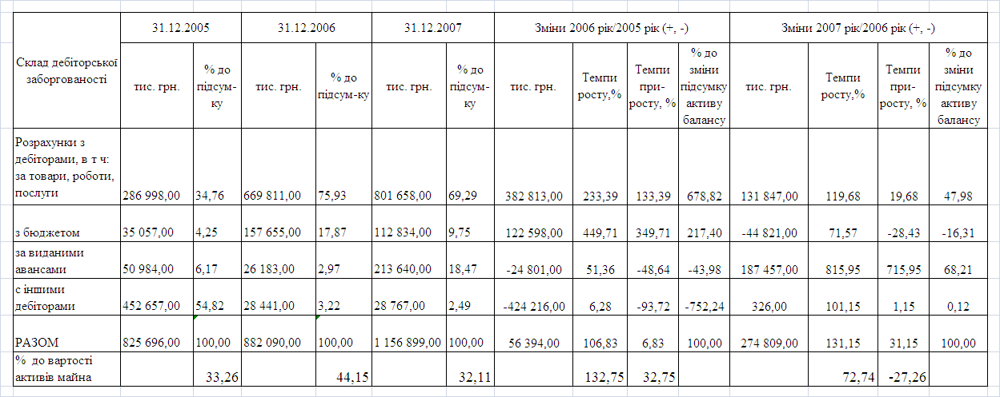 Склад дебіторської заборгованості | 31.12.2005 | 31.12.2006 | 31.12.2007 | Зміни 2006 рік/2005 рік (+, -) | Зміни 2007 рік/2006 рік (+, -)
тис. грн. | % до підсум-ку | тис. грн. | % до підсум-ку | тис. грн. | % до підсум-ку | тис. грн. | Темпи росту,% | Темпи при-росту, % | % до зміни підсумку активу балансу | тис. грн. | Темпи росту,% | Темпи при-росту, % | % до зміни підсумку активу балансу
Розрахунки з дебіторами, в т ч: за товари, роботи, послуги | 286 998,00 | 34,76 | 669 811,00 | 75,93 | 801 658,00 | 69,29 | 382 813,00 | 233,39 | 133,39 | 678,82 | 131 847,00 | 119,68 | 19,68 | 47,98
з бюджетом | 35 057,00 | 4,25 | 157 655,00 | 17,87 | 112 834,00 | 9,75 | 122 598,00 | 449,71 | 349,71 | 217,40 | -44 821,00 | 71,57 | -28,43 | -16,31
за виданими авансами | 50 984,00 | 6,17 | 26 183,00 | 2,97 | 213 640,00 | 18,47 | -24 801,00 | 51,36 | -48,64 | -43,98 | 187 457,00 | 815,95 | 715,95 | 68,21
с іншими дебіторами | 452 657,00 | 54,82 | 28 441,00 | 3,22 | 28 767,00 | 2,49 | -424 216,00 | 6,28 | -93,72 | -752,24 | 326,00 | 101,15 | 1,15 | 0,12
РАЗОМ | 825 696,00 | 100,00 | 882 090,00 | 100,00 | 1 156 899,00 | 100,00 | 56 394,00 | 106,83 | 6,83 | 100,00 | 274 809,00 | 131,15 | 31,15 | 100,00
% до вартості активів майна | 33,26 | 44,15 | 32,11 | 132,75 | 32,75 | 72,74 | -27,26